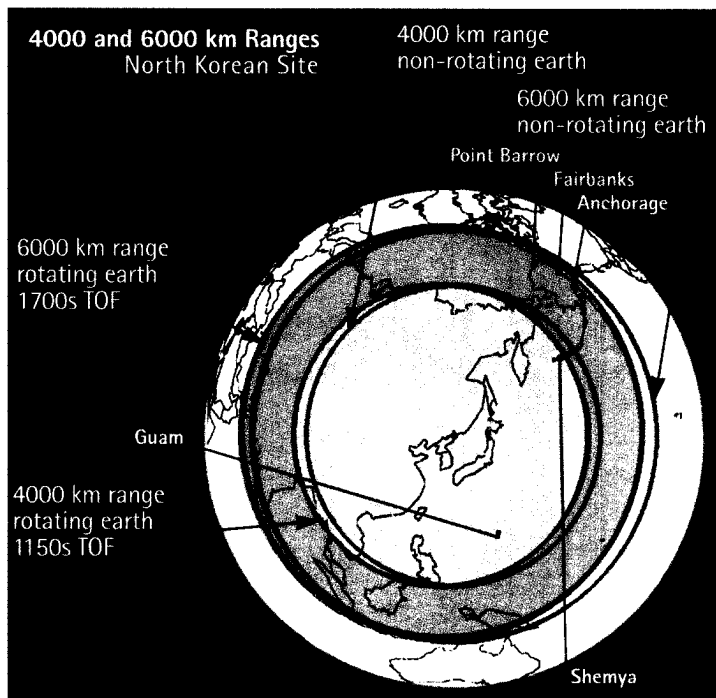 4000 and 6000 km Ranges
North Korean Site
4000 km range
non-rotating earth
6000 km range
non-rotating earth
Point Barrow
Fairbanks
Anchorage
6000 km range
rotating earth
1700s TOF
Guam
4000 km range
rotating earth
1150s TOF
Shemya